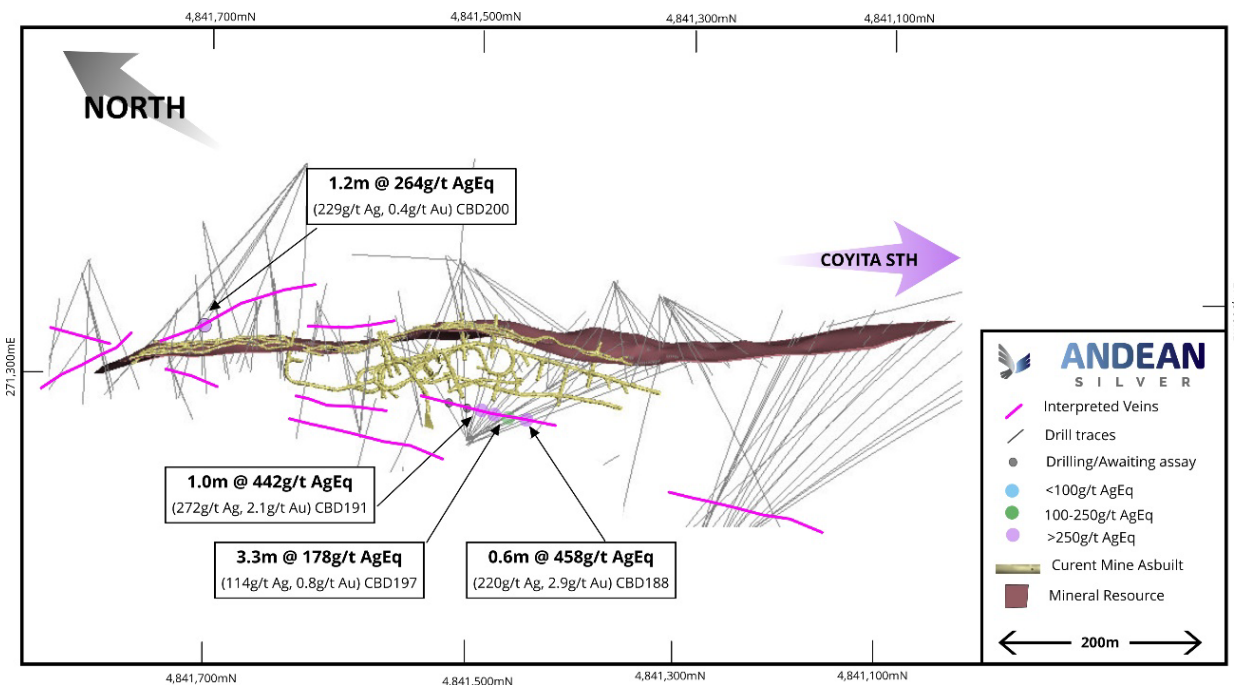 4,841,700mN
4,841,500mN
4,841,300mN
4,841,100mN
NORTH
1.2m @ 264g/t AgEq
(229g/t Ag, 0.4g/t Au) CBD200
COYITA STH
271,300mE
1.0m @ 442g/t AgEq
(272g/t Ag, 2.1g/t Au) CBD191
3.3m @ 178g/t AgEq
(114g/t Ag, 0.8g/t Au) CBD197
0.6m @ 458g/t AgEq
(220g/t Ag, 2.9g/t Au) CBD188
ANDEAN
SILVER
Interpreted Veins
Drill traces
Drilling/Awaiting assay
<100g/t AgEq
100-250g/t AgEq
>250g/t AgEq
Curent Mine Asbuilt
Mineral Resource
200m
4,841,700mN
4,841,500mN
4,841,300mN
4,841,100mN